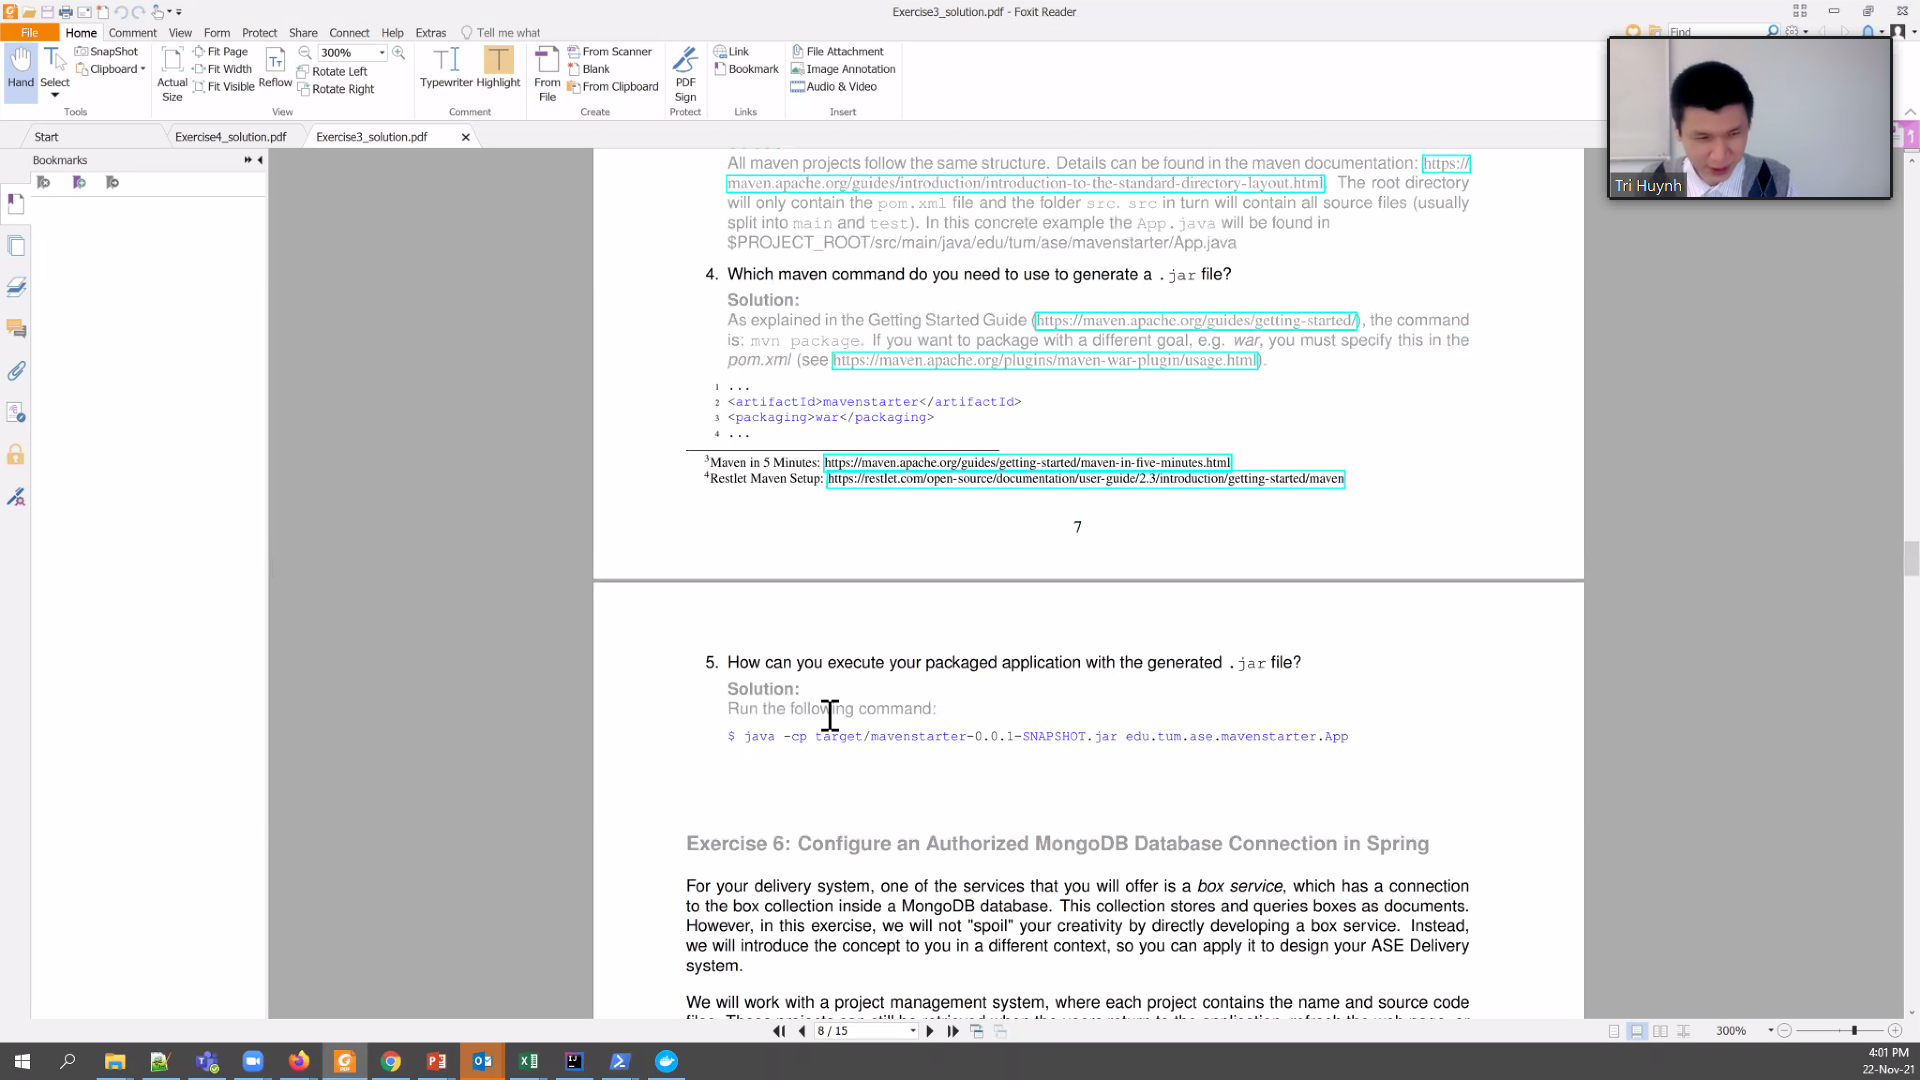 Exercise3_solution.pdf - Foxit Reader
File Home Comment View Form Protect Share Connect Help Extras Tell me what Find
Hand
Select
SnapShot
Clipboard
Tools
Actual
Size
Fit Page
Fit Width
Fit Visible
Reflow
300%
Rotate Left
Rotate Right
View
Typewriter Highlight
Comment
From
File
From Scanner
Blank
From Clipboard
Create
PDF
Sign
Protect
Link
Bookmark
Links
File Attachment
Image Annotation
Audio & Video
Insert
Tri Huynh
Start Exercise4_solution.pdf Exercise3_solution.pdf
Bookmarks
All maven projects follow the same structure. Details can be found in the maven documentation: https://
maven.apache.org/guides/introduction/introduction-to-the-standard-directory-layout.html. The root directory
will only contain the pom.xml file and the folder src. src in turn will contain all source files (usually
split into main and test). In this concrete example the App.java will be found in
$PROJECT_ROOT/src/main/java/edu/tum/ase/mavenstarter/App.java
4. Which maven command do you need to use to generate a .jar file?
Solution:
As explained in the Getting Started Guide (https://maven.apache.org/guides/getting-started/), the command
is: mvn package. If you want to package with a different goal, e.g. war, you must specify this in the
pom.xml (see https://maven.apache.org/plugins/maven-war-plugin/usage.html).
1 ...
2 <artifactId>mavenstarter</artifactId>
3 <packaging>war</packaging>
4 ...
3Maven in 5 Minutes: https://maven.apache.org/guides/getting-started/maven-in-five-minutes.html
4Restlet Maven Setup: https://restlet.com/open-source/documentation/user-guide/2.3/introduction/getting-started/maven
7
5. How can you execute your packaged application with the generated .jar file?
Solution:
Run the following command:
$ java -cp target/mavenstarter-0.0.1-SNAPSHOT.jar edu.tum.ase.mavenstarter.App
Exercise 6: Configure an Authorized MongoDB Database Connection in Spring
For your delivery system, one of the services that you will offer is a box service, which has a connection
to the box collection inside a MongoDB database. This collection stores and queries boxes as documents.
However, in this exercise, we will not "spoil" your creativity by directly developing a box service. Instead,
we will introduce the concept to you in a different context, so you can apply it to design your ASE Delivery
system.
We will work with a project management system, where each project contains the name and source code
8 / 15
300%
4:01 PM
22-Nov-21